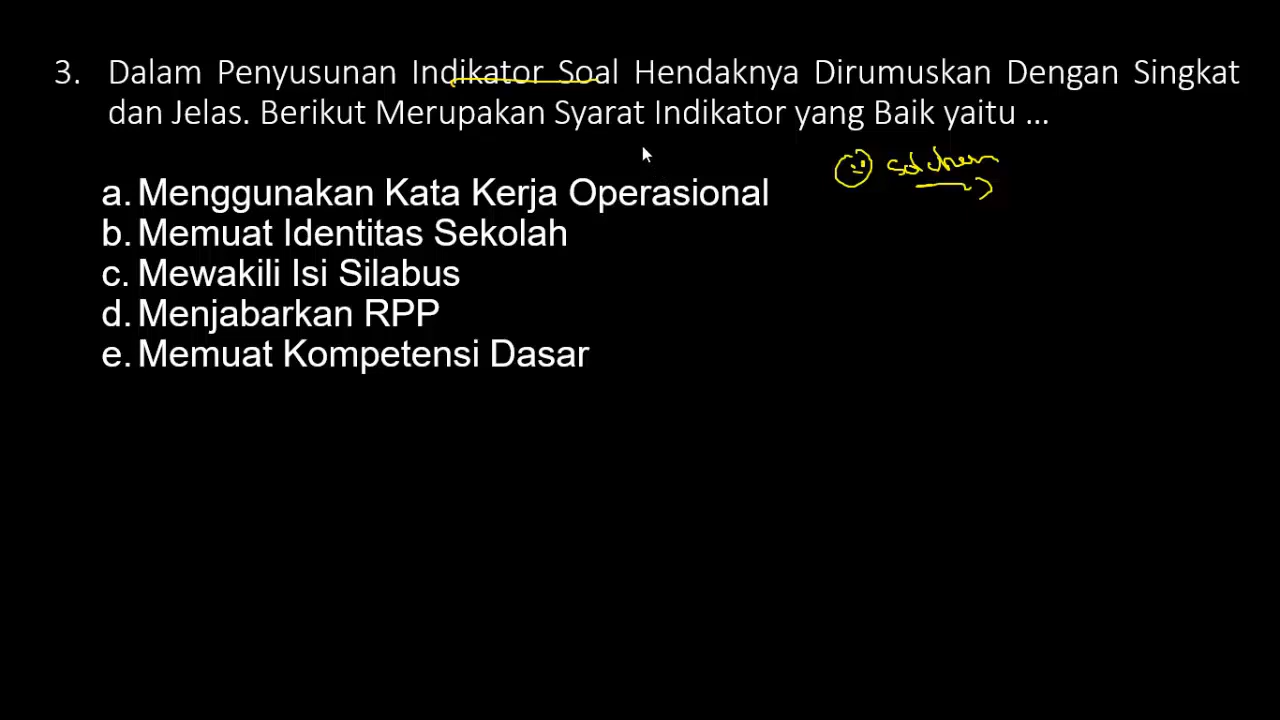 3. Dalam Penyusunan Indikator Soal Hendaknya Dirumuskan Dengan Singkat
dan Jelas. Berikut Merupakan Syarat Indikator yang Baik yaitu ...
a. Menggunakan Kata Kerja Operasional
b. Memuat Identitas Sekolah
c. Mewakili Isi Silabus
d. Menjabarkan RPP
e. Memuat Kompetensi Dasar